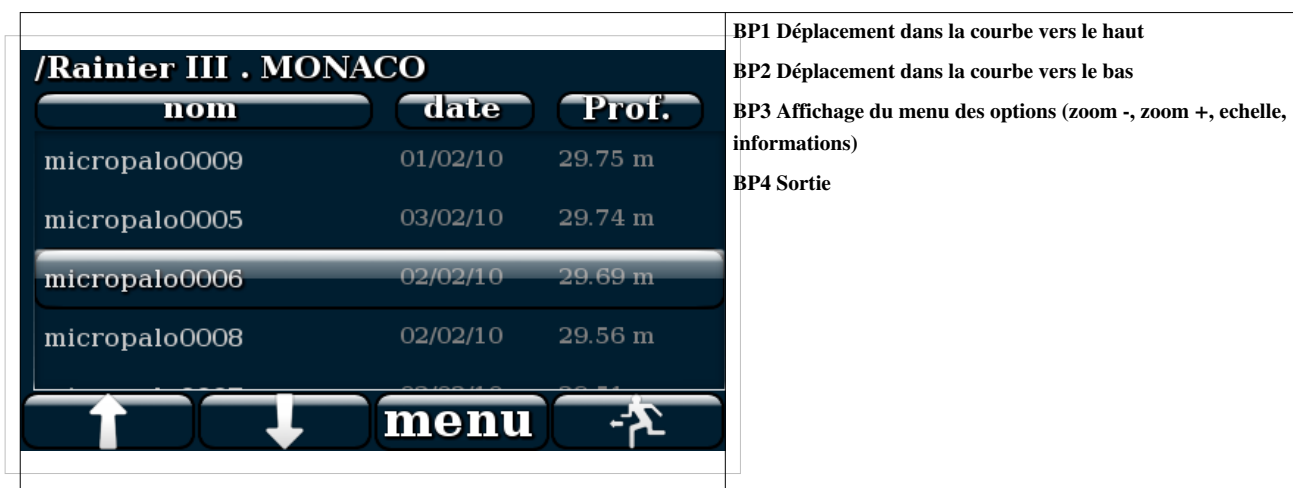 /Rainier III . MONACO
nom date Prof.
micropalo0009 01/02/10 29.75 m
micropalo0005 03/02/10 29.74 m
micropalo0006 02/02/10 29.69 m
micropalo0008 02/02/10 29.56 m
menu
BP1 Déplacement dans la courbe vers le haut
BP2 Déplacement dans la courbe vers le bas
BP3 Affichage du menu des options (zoom -, zoom +, echelle,
informations)
BP4 Sortie